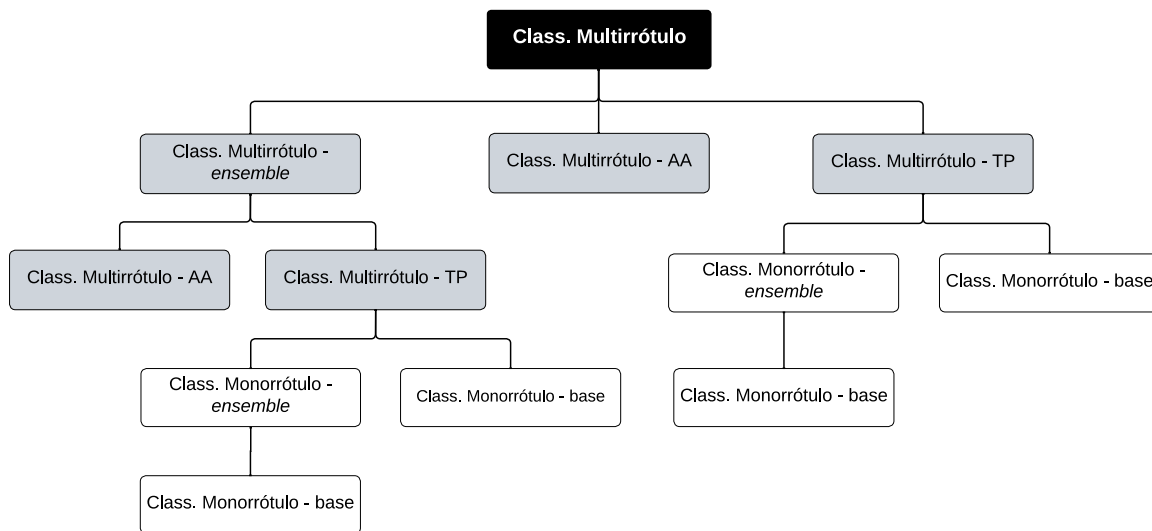 Class. Multirrótulo
Class. Multirrótulo -
ensemble
Class. Multirrótulo - AA
Class. Multirrótulo - TP
Class. Multirrótulo - AA
Class. Multirrótulo - TP
Class. Monorrótulo -
ensemble
Class. Monorrótulo - base
Class. Monorrótulo -
ensemble
Class. Monorrótulo - base
Class. Monorrótulo - base
Class. Monorrótulo - base